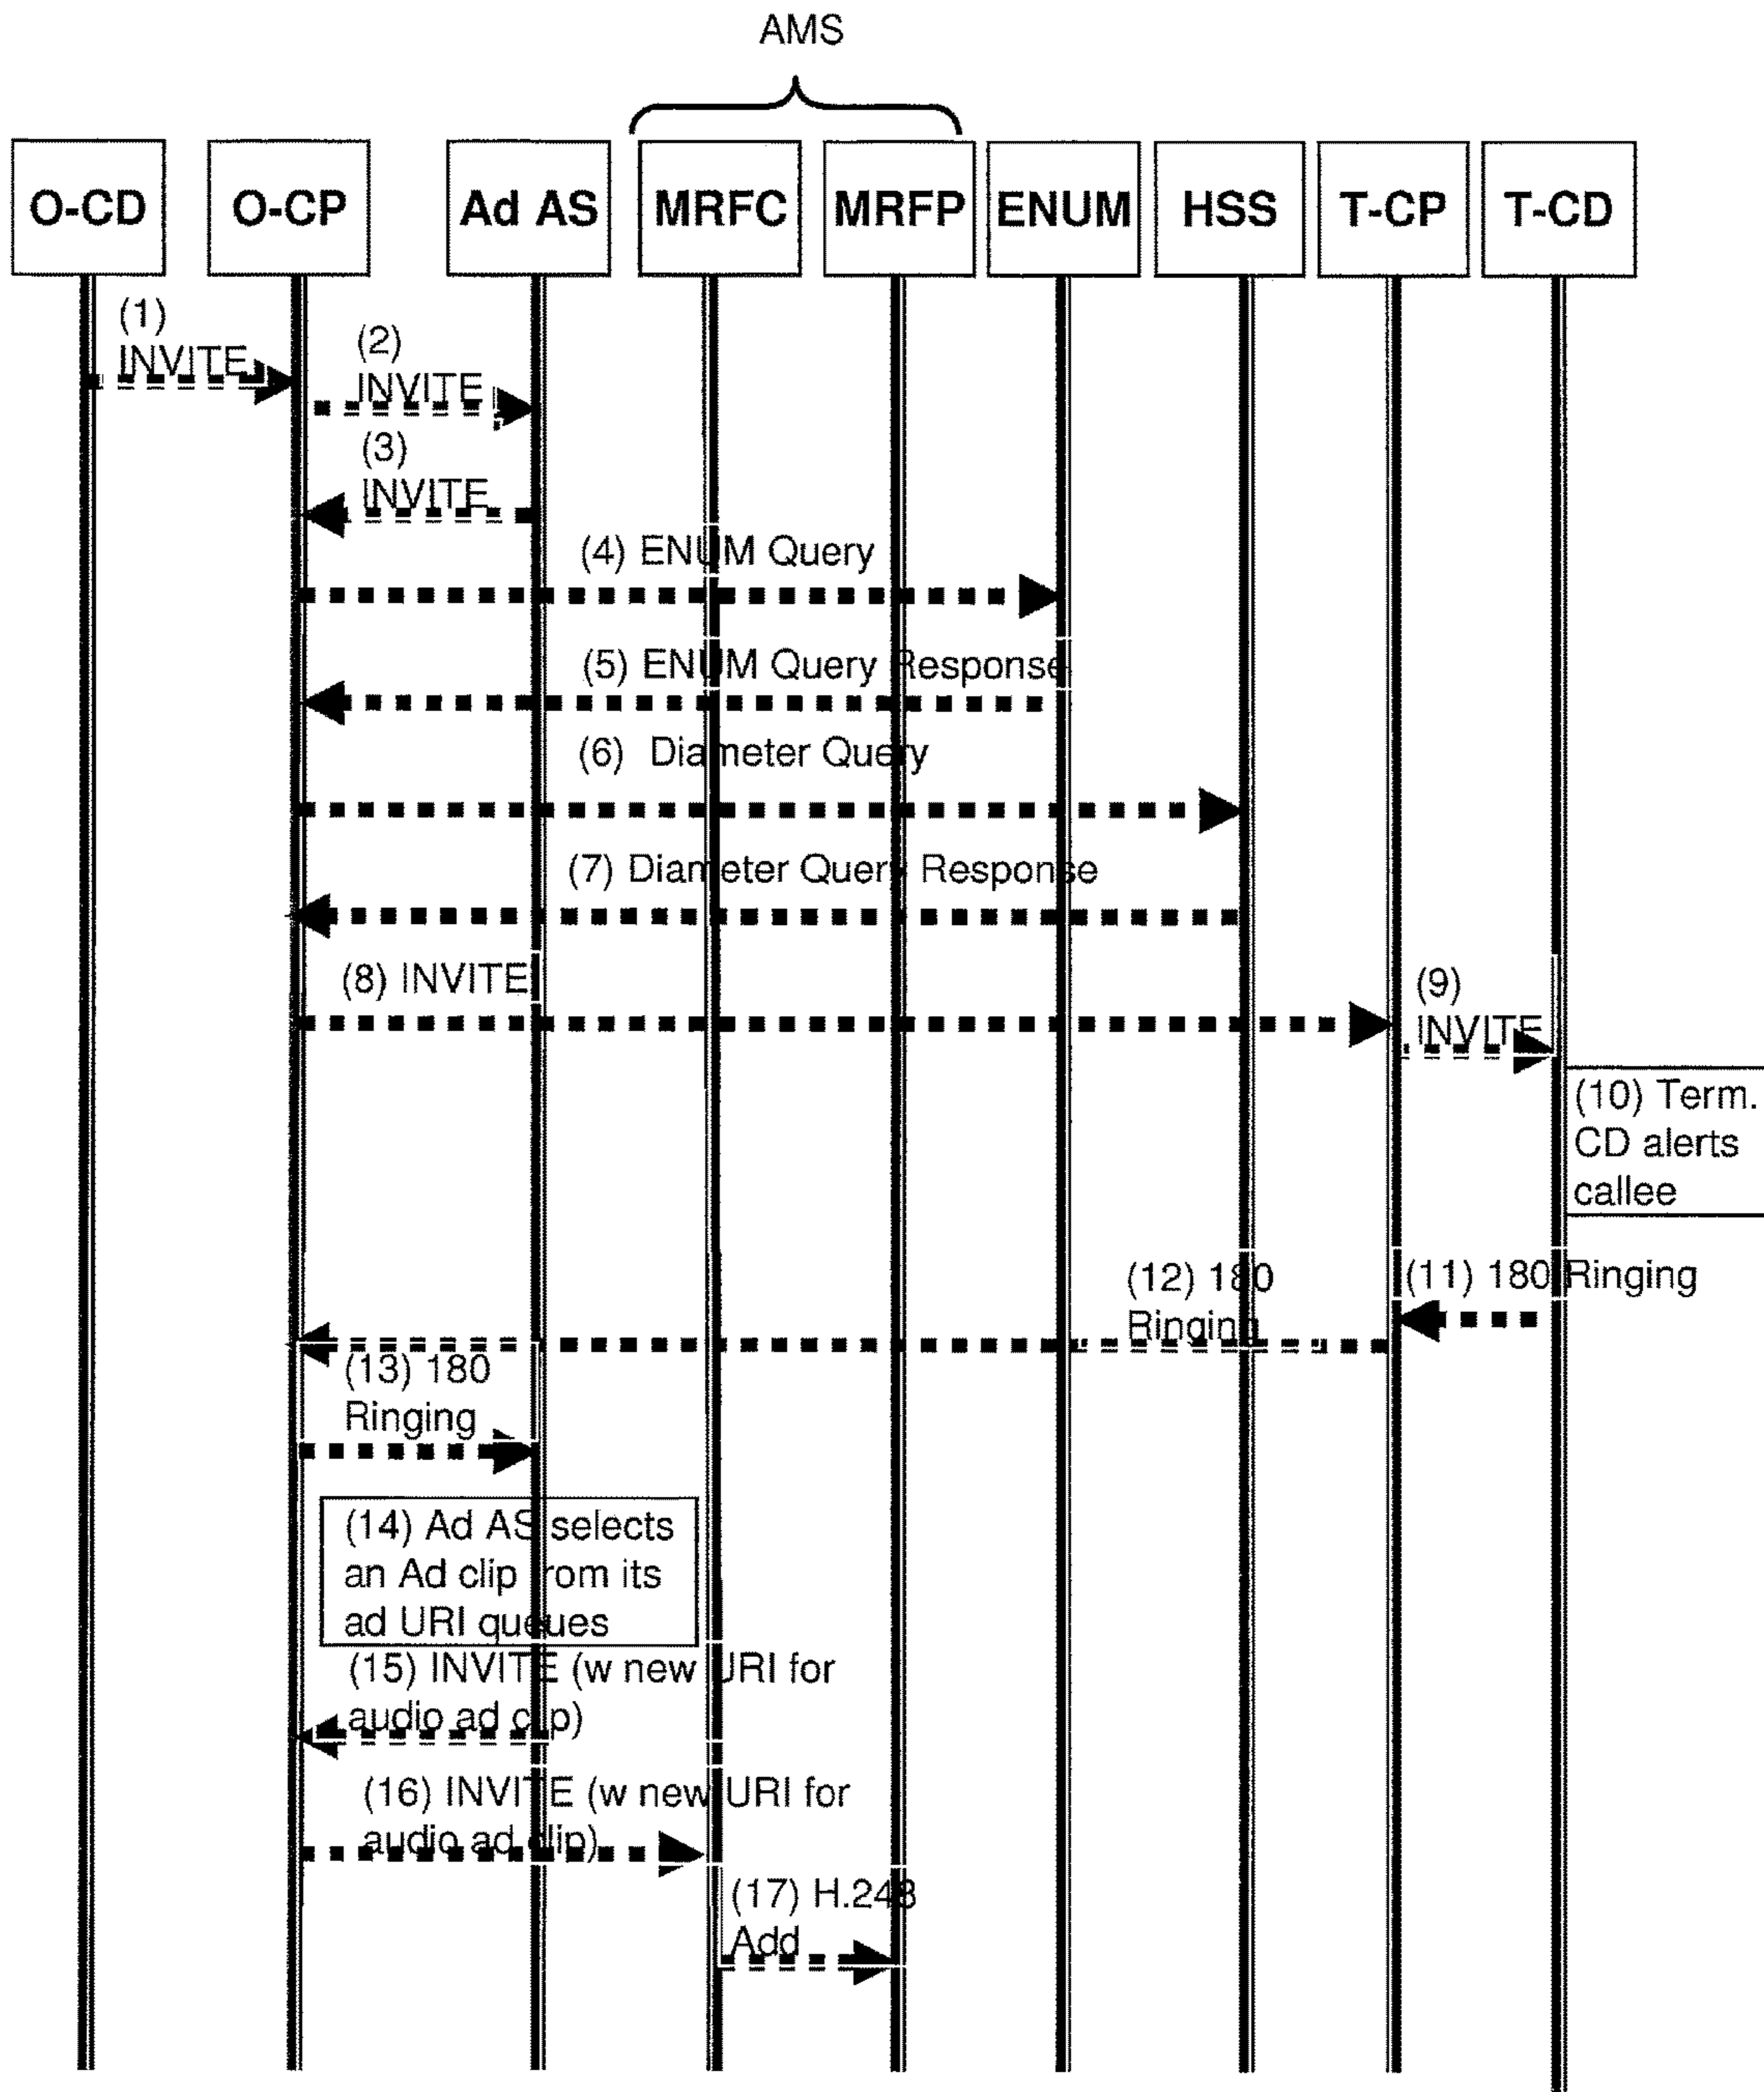 AMS
O-CD
O-CP
Ad AS
MRFC
MRFP
ENUM
HSS
T-CP
T-CD
(1)
INVITE
(2)
INVITE
(3)
INVITE
(4) ENUM Query
(5) ENUM Query Response
(6) Diameter Query
(7) Diameter Query Response
(8) INVITE
(9)
INVITE
(10) Term.
CD alerts
callee
(11) 180 Ringing
(12) 180
Ringing
(13) 180
Ringing
(14) Ad AS selects
an Ad clip from its
ad URI queues
(15) INVITE (w new URI for
audio ad clip)
(16) INVITE (w new URI for
audio ad clip)
(17) H.248
Add